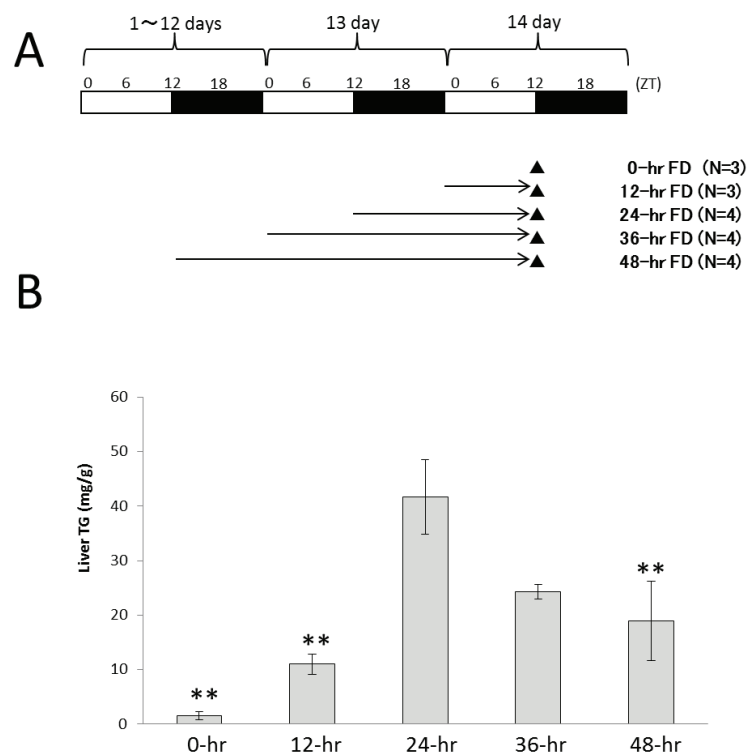 A
1～12 days 13 day 14 day
0 6 12 18 0 6 12 18 0 6 12 18 (ZT)
0-hr FD (N=3)
12-hr FD (N=3)
24-hr FD (N=4)
36-hr FD (N=4)
48-hr FD (N=4)
B
Liver TG (mg/g)
60
50
40
30
20
10
0
** ** **
0-hr 12-hr 24-hr 36-hr 48-hr